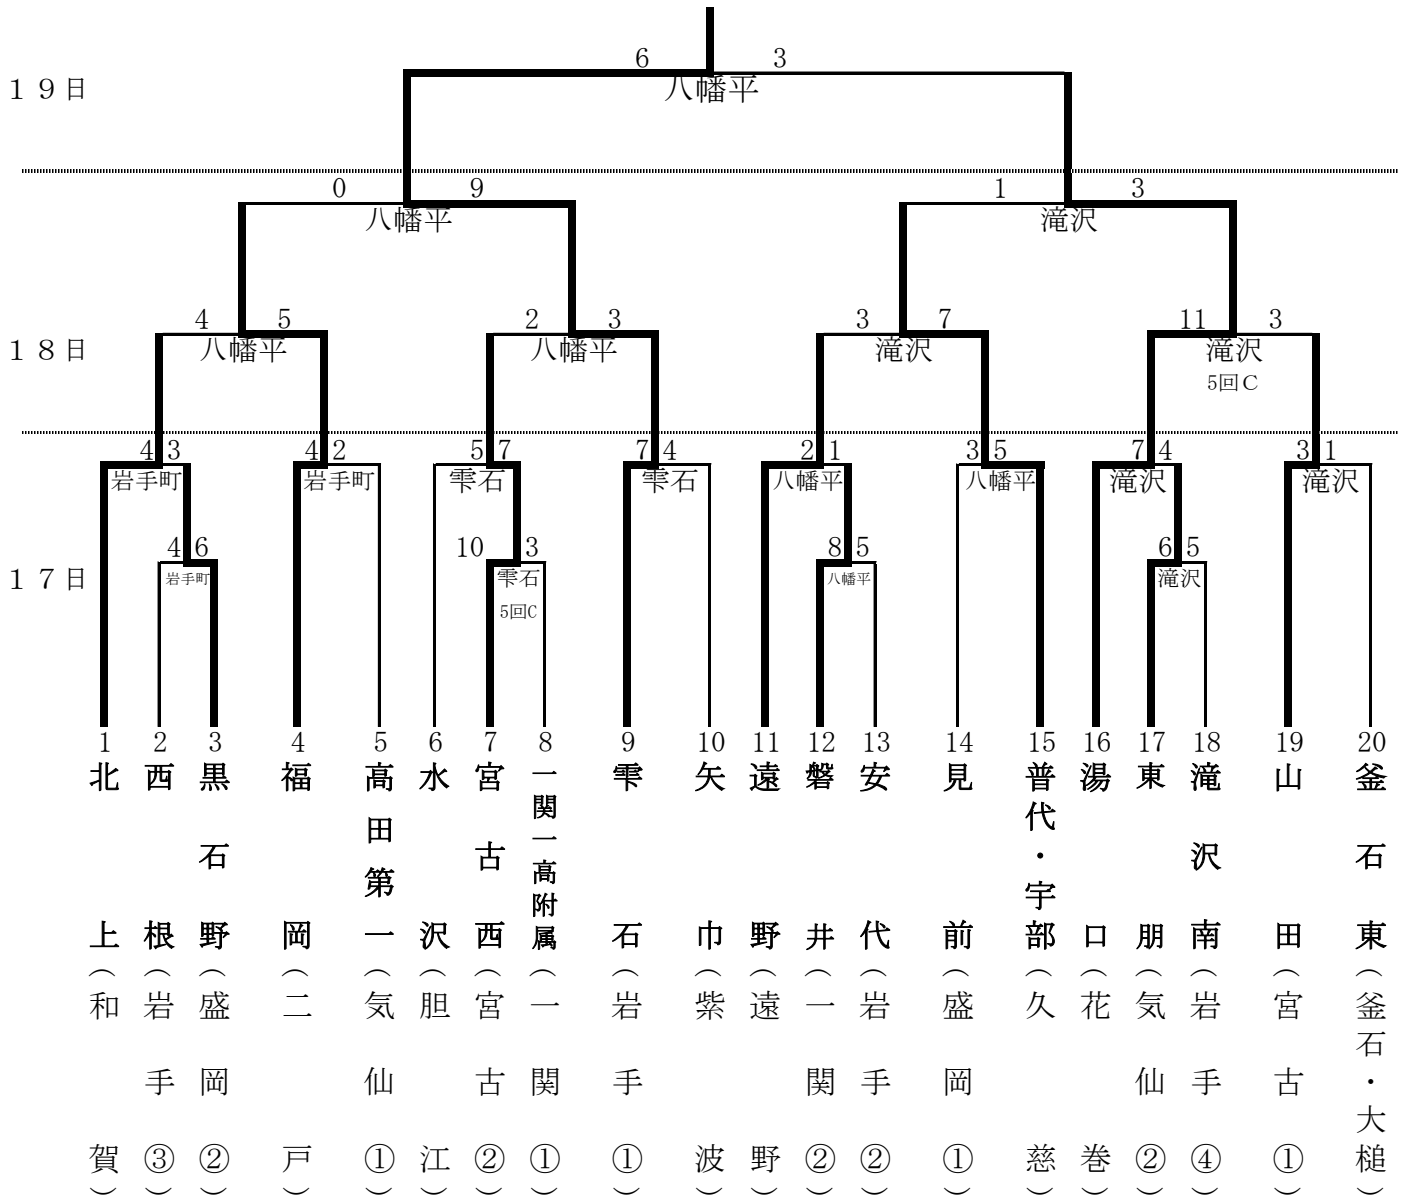 6 3
１９日
八幡平
0 9 1 3
八幡平 滝沢
4 5 2 3 3 7 11 3
１８日
八幡平 八幡平 滝沢 滝沢
5回Ｃ
4 3 4 2 5 7 7 4 2 1 3 5 7 4 3 1
岩手町 岩手町 雫石 雫石 八幡平 八幡平 滝沢 滝沢
4 6 10 3 8 5 6 5
１７日
岩手町 雫石 八幡平 滝沢
5回C
1 北上（和賀）
2 西根（岩手③）
3 黒石野（盛岡②）
4 福岡（二戸）
5 高田第一（気仙①）
6 水沢（胆江）
7 宮古西（宮古②）
8 一関一高附属（一関①）
9 雫石（岩手①）
10 矢巾（紫波）
11 遠野（遠野）
12 磐井（一関②）
13 安代（岩手②）
14 見前（盛岡①）
15 普代・宇部（久慈）
16 湯口（花巻）
17 東朋（気仙②）
18 滝沢南（岩手④）
19 山田（宮古①）
20 釜石東（釜石・大槌）